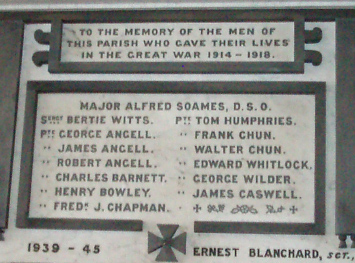 TO THE MEMORY OF THE MEN OF
THIS PARISH WHO GAVE THEIR LIVES
IN THE GREAT WAR 1914 - 1918.
MAJOR ALFRED SOAMES, D.S.O.
SERGT BERTIE WITTS. PTE TOM HUMPHRIES.
PTE GEORGE ANGELL. " FRANK CHUN.
" JAMES ANGELL. " WALTER CHUN.
" ROBERT ANGELL. " EDWARD WHITLOCK.
" CHARLES BARNETT. " GEORGE WILDER.
" HENRY BOWLEY. " JAMES CASWELL.
" FREDK J. CHAPMAN.
1939 - 45 ERNEST BLANCHARD, SGT.,